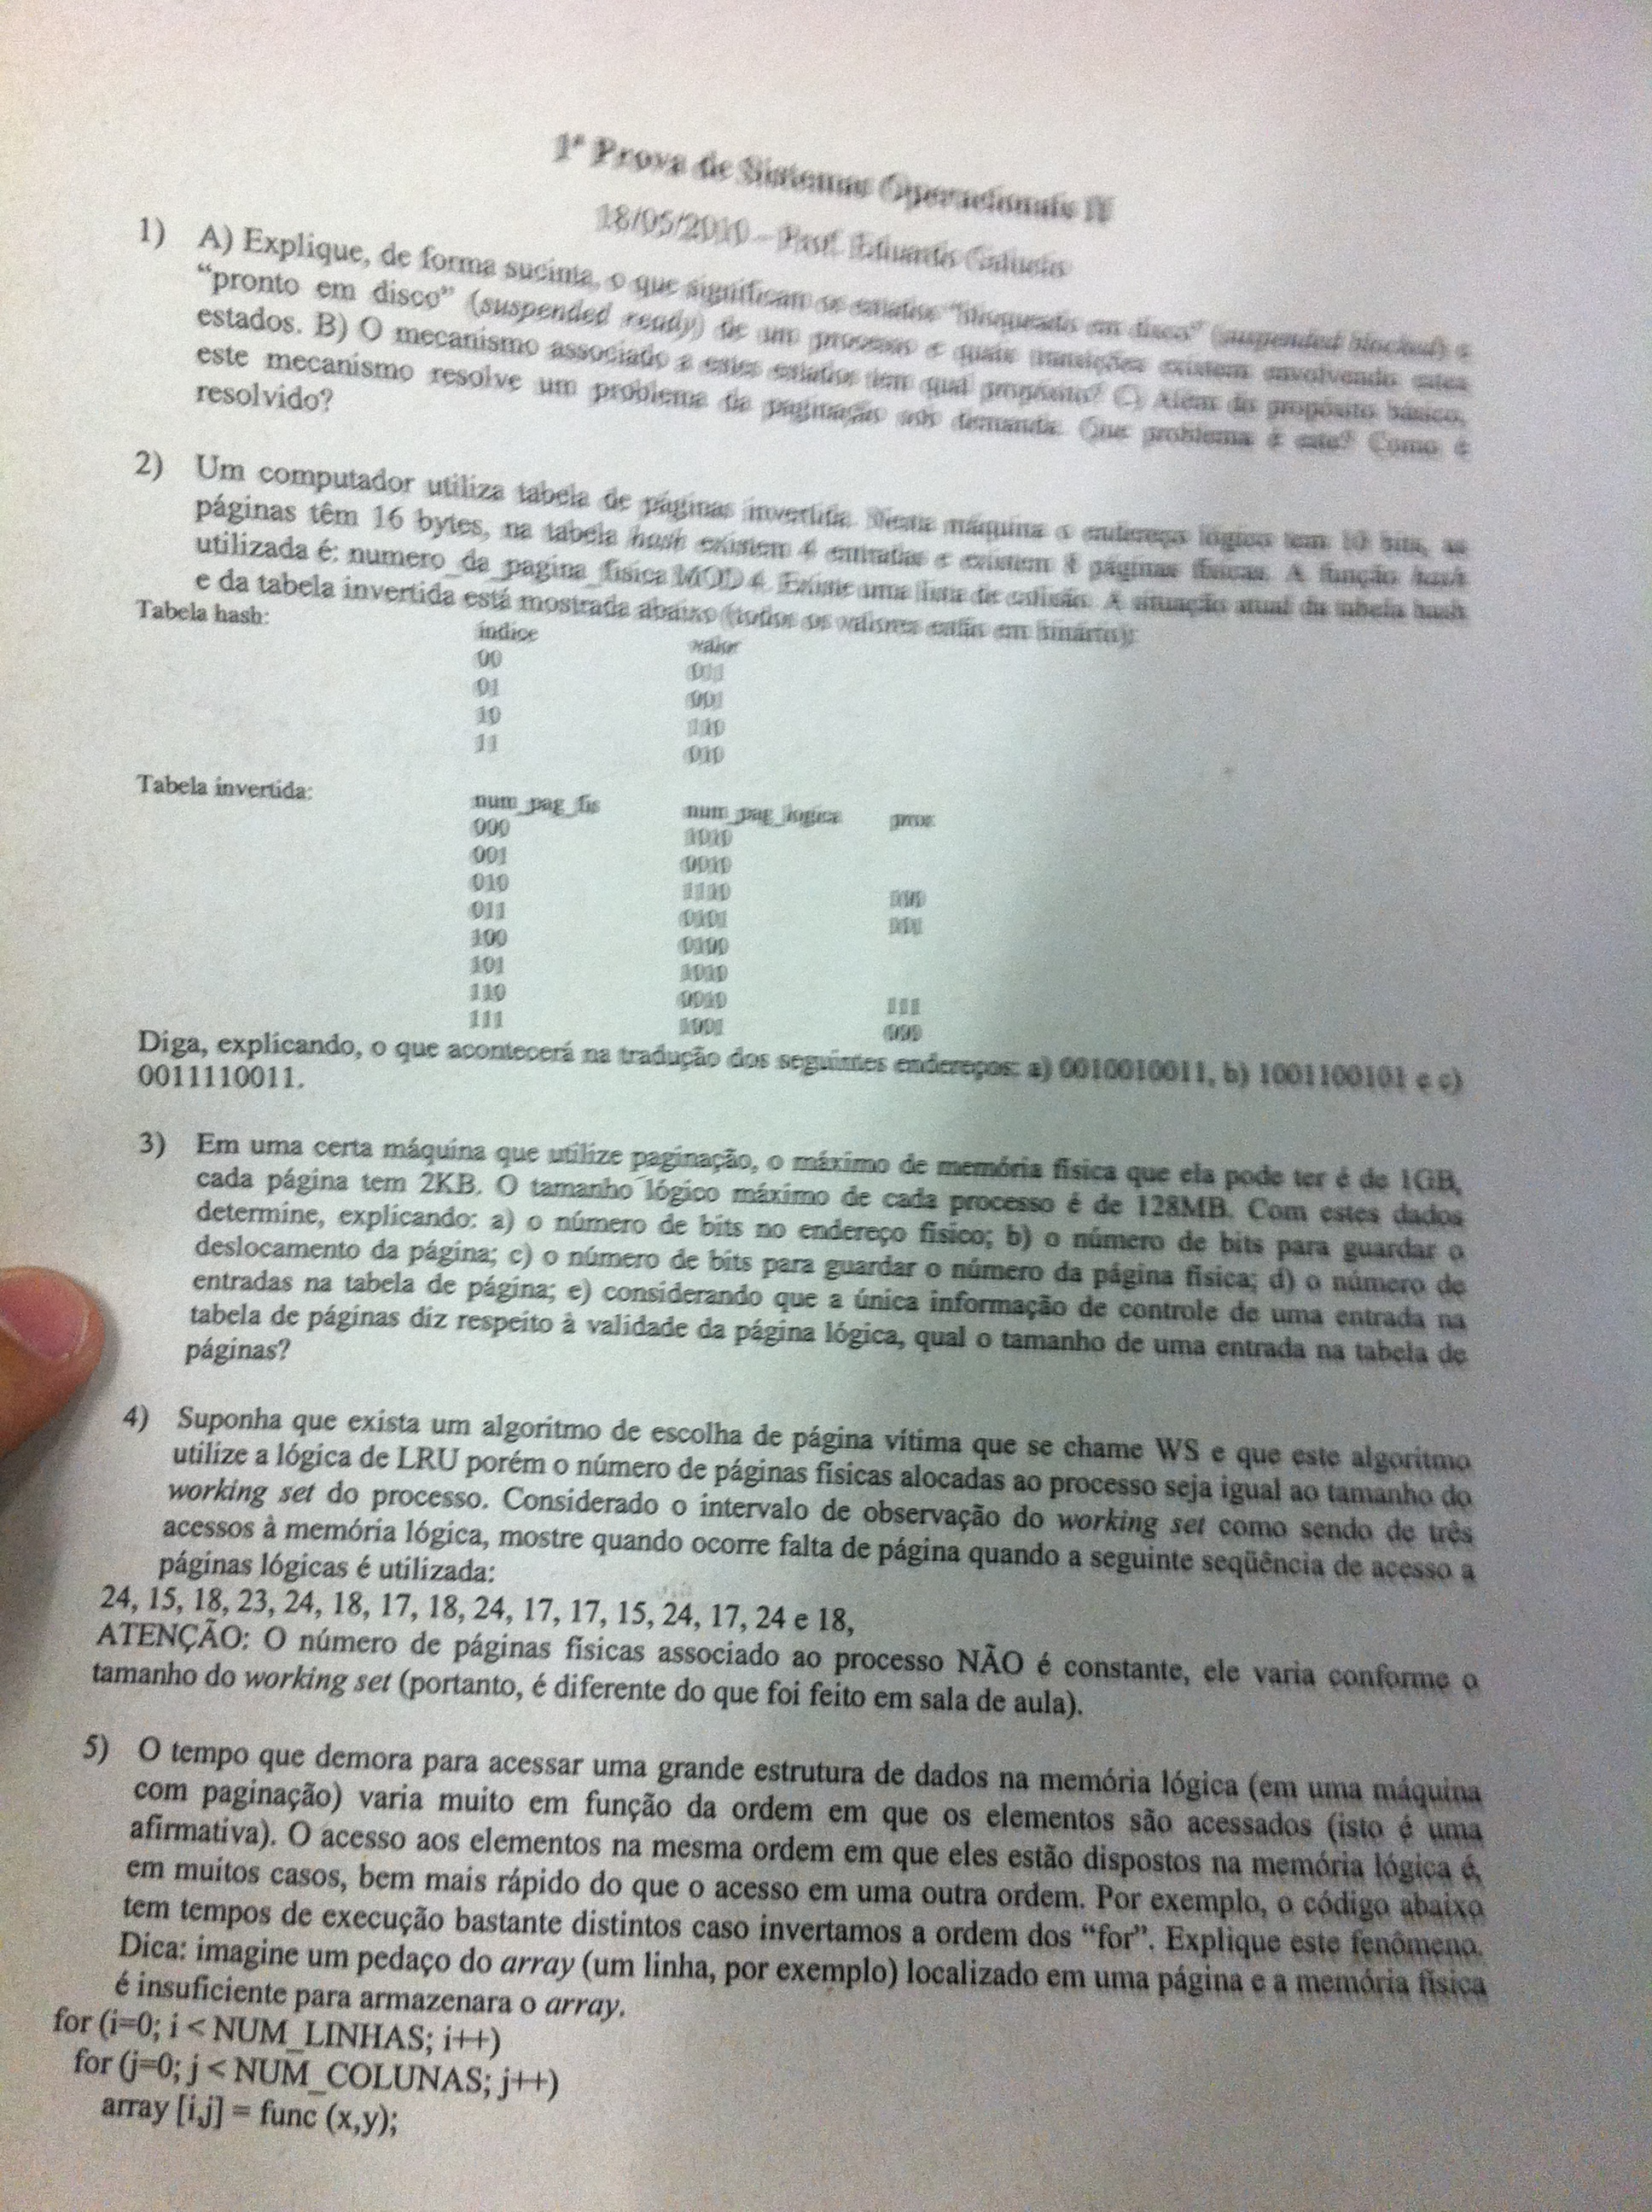 1ª Prova de Sistemas Operacionais II
18/05/2010 – Prof. Eduardo
1) A) Explique, de forma sucinta, o que significam os estados "bloqueado em disco" (suspended blocked) e
"pronto em disco" (suspended ready) de um processo e quais transições existem envolvendo estes
estados. B) O mecanismo associado a estes estados tem qual propósito? C) Além do propósito básico,
este mecanismo resolve um problema da paginação sob demanda. Que problema é este? Como é
resolvido?
2) Um computador utiliza tabela de páginas invertida. Nesta máquina o endereço lógico tem 10 bits, as
páginas têm 16 bytes, na tabela hash existem 4 entradas e existem 8 páginas físicas. A função hash
utilizada é: numero_da_pagina_fisica MOD 4. Existe uma lista de colisão. A situação atual da tabela hash
e da tabela invertida está mostrada abaixo (todos os valores estão em binário):
Tabela hash:
índice valor
00 011
01 001
10 110
11 010
Tabela invertida:
num_pag_fis num_pag_logica prox
000 1010
001 0010
010 1110
011 0101
100 0100
101 1010
110 0010 111
111 1001 000
Diga, explicando, o que acontecerá na tradução dos seguintes endereços: a) 0010010011, b) 1001100101 e c)
0011110011.
3) Em uma certa máquina que utilize paginação, o máximo de memória física que ela pode ter é de 1GB,
cada página tem 2KB. O tamanho lógico máximo de cada processo é de 128MB. Com estes dados
determine, explicando: a) o número de bits no endereço físico; b) o número de bits para guardar o
deslocamento da página; c) o número de bits para guardar o número da página física; d) o número de
entradas na tabela de página; e) considerando que a única informação de controle de uma entrada na
tabela de páginas diz respeito à validade da página lógica, qual o tamanho de uma entrada na tabela de
páginas?
4) Suponha que exista um algoritmo de escolha de página vítima que se chame WS e que este algoritmo
utilize a lógica de LRU porém o número de páginas físicas alocadas ao processo seja igual ao tamanho do
working set do processo. Considerado o intervalo de observação do working set como sendo de três
acessos à memória lógica, mostre quando ocorre falta de página quando a seguinte seqüência de acesso a
páginas lógicas é utilizada:
24, 15, 18, 23, 24, 18, 17, 18, 24, 17, 17, 15, 24, 17, 24 e 18,
ATENÇÃO: O número de páginas físicas associado ao processo NÃO é constante, ele varia conforme o
tamanho do working set (portanto, é diferente do que foi feito em sala de aula).
5) O tempo que demora para acessar uma grande estrutura de dados na memória lógica (em uma máquina
com paginação) varia muito em função da ordem em que os elementos são acessados (isto é uma
afirmativa). O acesso aos elementos na mesma ordem em que eles estão dispostos na memória lógica é,
em muitos casos, bem mais rápido do que o acesso em uma outra ordem. Por exemplo, o código abaixo
tem tempos de execução bastante distintos caso invertamos a ordem dos "for". Explique este fenômeno.
Dica: imagine um pedaço do array (um linha, por exemplo) localizado em uma página e a memória física
é insuficiente para armazenara o array.
for (i=0; i < NUM_LINHAS; i++)
for (j=0; j < NUM_COLUNAS; j++)
array [i,j] = func (x,y);